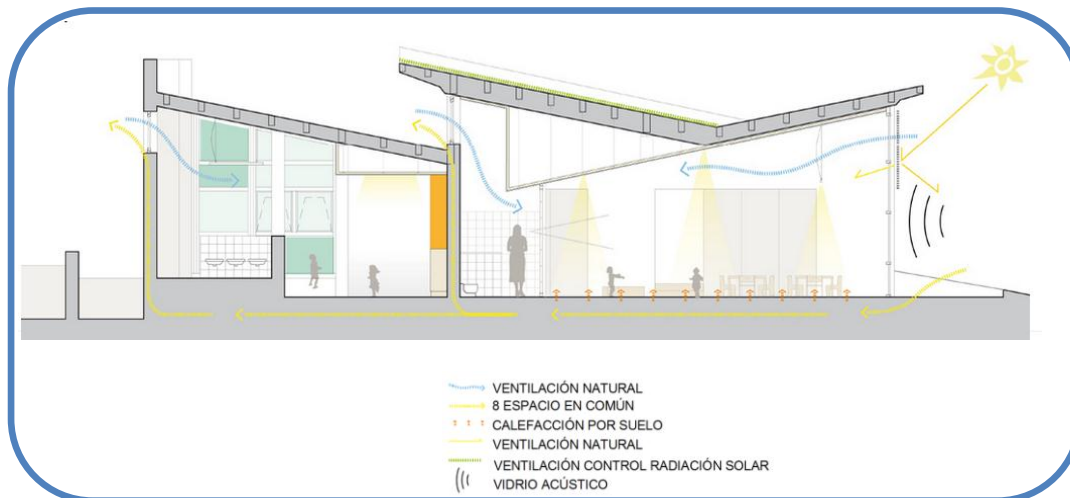 VENTILACIÓN NATURAL
8 ESPACIO EN COMÚN
CALEFACCIÓN POR SUELO
VENTILACIÓN NATURAL
VENTILACIÓN CONTROL RADIACIÓN SOLAR
VIDRIO ACÚSTICO